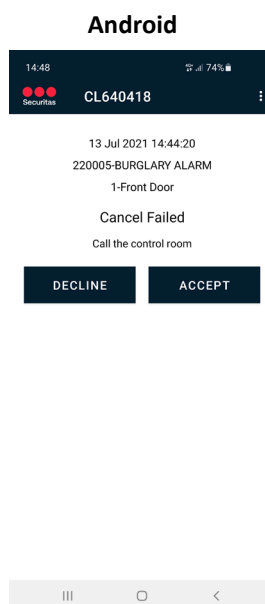 Android
14:48
74%
Securitas
CL640418
13 Jul 2021 14:44:20
220005-BURGLARY ALARM
1-Front Door
Cancel Failed
Call the control room
DECLINE
ACCEPT